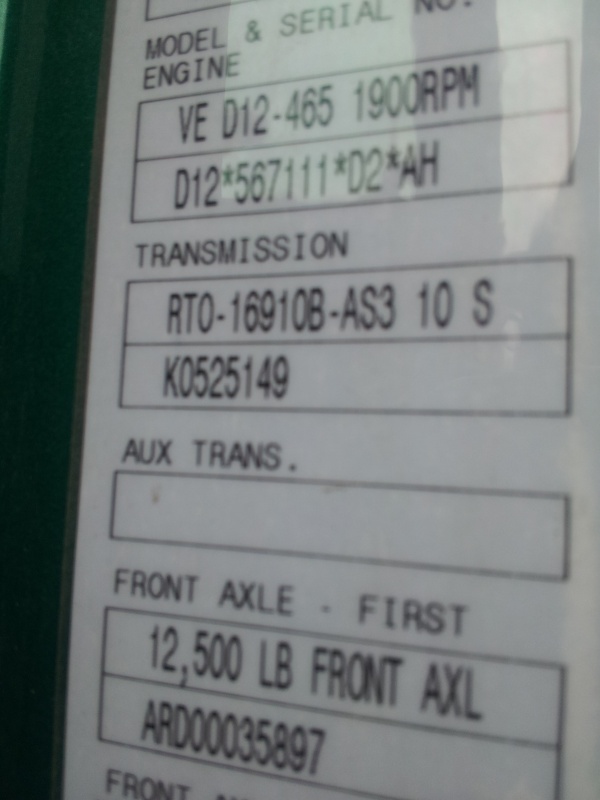 MODEL & SERIAL NO.
ENGINE
VE D12-465 1900RPM
D12*567111*D2*AH
TRANSMISSION
RTO-16910B-AS3 10 S
K0525149
AUX TRANS.
FRONT AXLE - FIRST
12,500 LB FRONT AXL
ARD00035897
FRONT